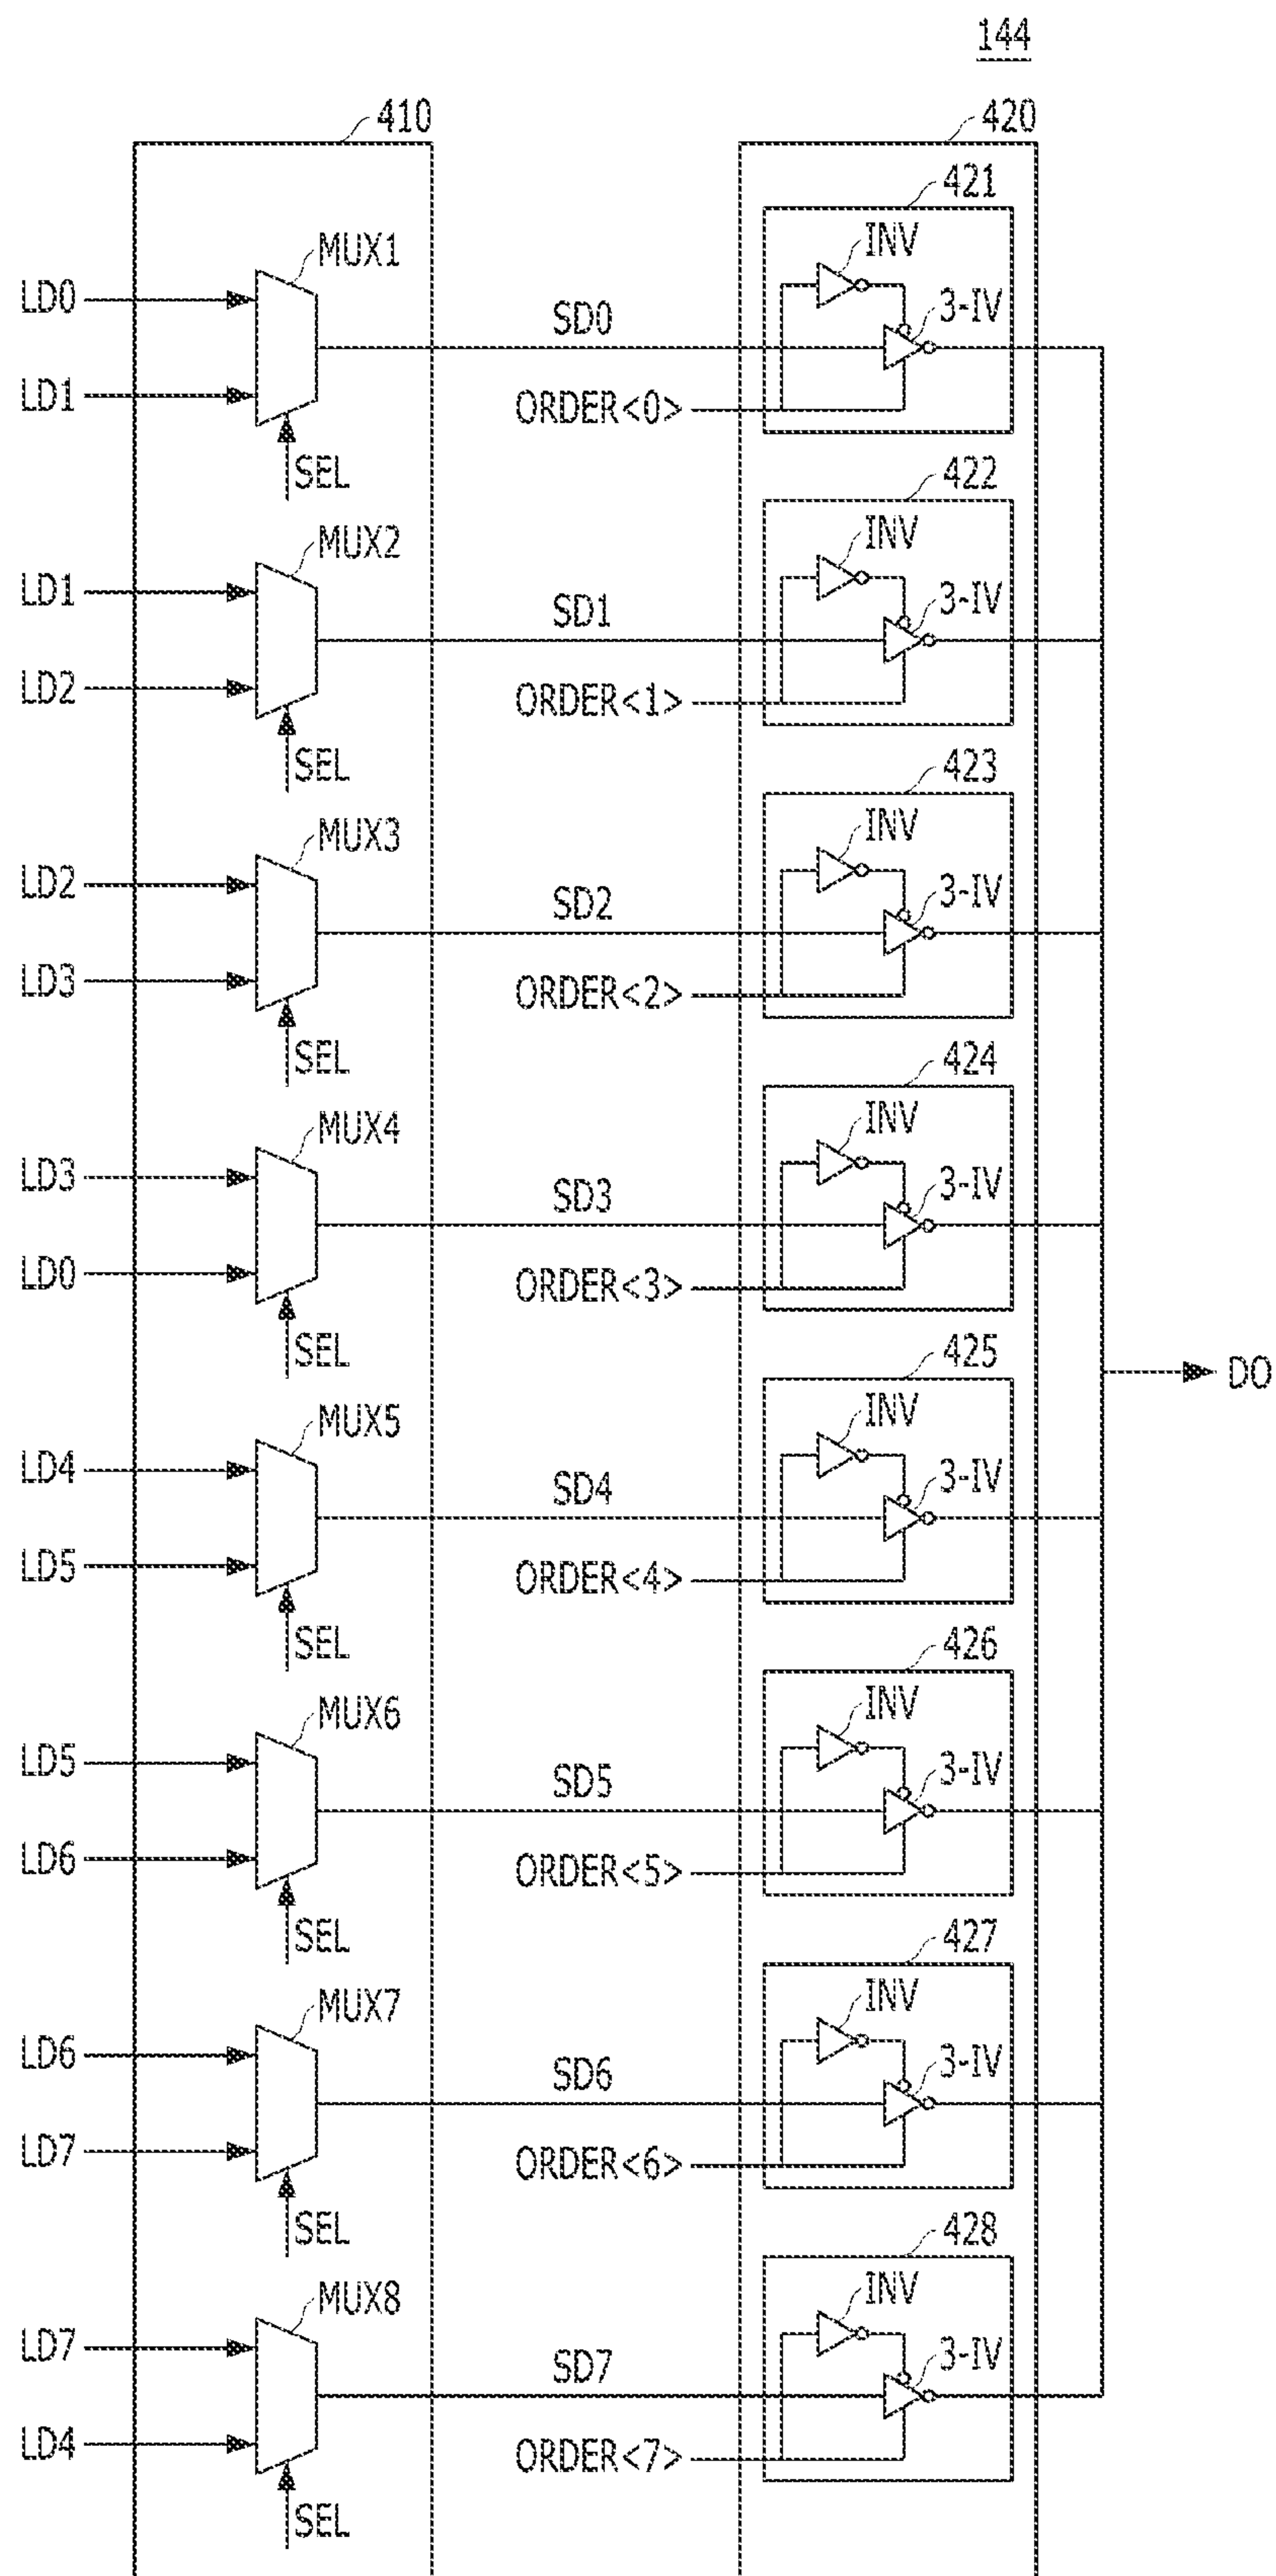 144
410
420
421
MUX1
INV
LD0
3-IV
SD0
LD1
ORDER<0>
SEL
422
MUX2
INV
LD1
3-IV
SD1
LD2
ORDER<1>
SEL
423
MUX3
INV
LD2
3-IV
SD2
LD3
ORDER<2>
SEL
424
MUX4
INV
LD3
3-IV
SD3
LD0
ORDER<3>
SEL
425
DO
MUX5
INV
LD4
3-IV
SD4
LD5
ORDER<4>
SEL
426
MUX6
INV
LD5
3-IV
SD5
LD6
ORDER<5>
SEL
427
MUX7
INV
LD6
3-IV
SD6
LD7
ORDER<6>
SEL
428
MUX8
INV
LD7
3-IV
SD7
LD4
ORDER<7>
SEL